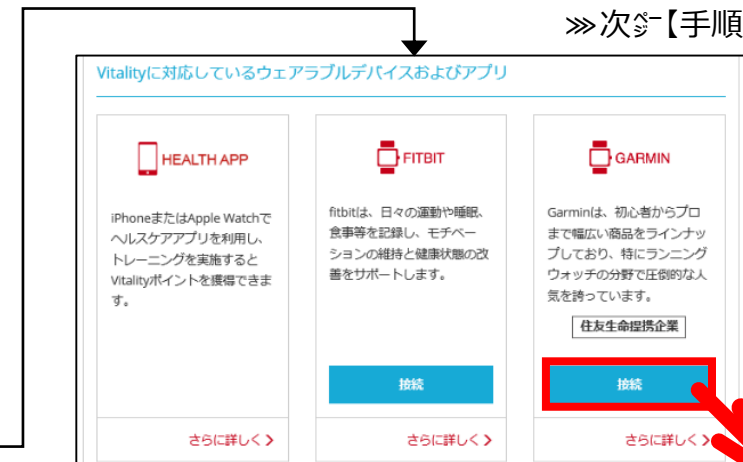 ≫次㌻【手順
Vitalityに対応しているウェアラブルデバイスおよびアプリ
HEALTH APP
iPhoneまたはApple Watchで
ヘルスケアアプリを利用し、
トレーニングを実施すると
Vitalityポイントを獲得できま
す。
さらに詳しく
FITBIT
fitbitは、日々の運動や睡眠、
食事等を記録し、モチベー
ションの維持と健康状態の改
善をサポートします。
接続
さらに詳しく
GARMIN
Garminは、初心者からプロ
まで幅広い商品をラインナッ
プしており、特にランニング
ウォッチの分野で圧倒的な人
気を誇っています。
住友生命提携企業
接続
さらに詳しく